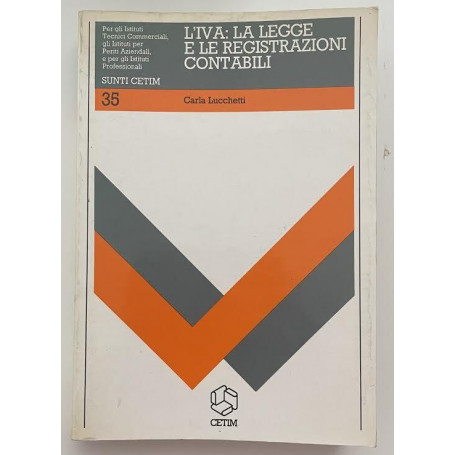 Per gli Istituti
Tecnici Commerciali,
gli Istituti per
Periti Aziendali,
e per gli Istituti
Professionali
SUNTI CETIM
L'IVA: LA LEGGE
E LE REGISTRAZIONI
CONTABILI
35
Carla Lucchetti
CETIM